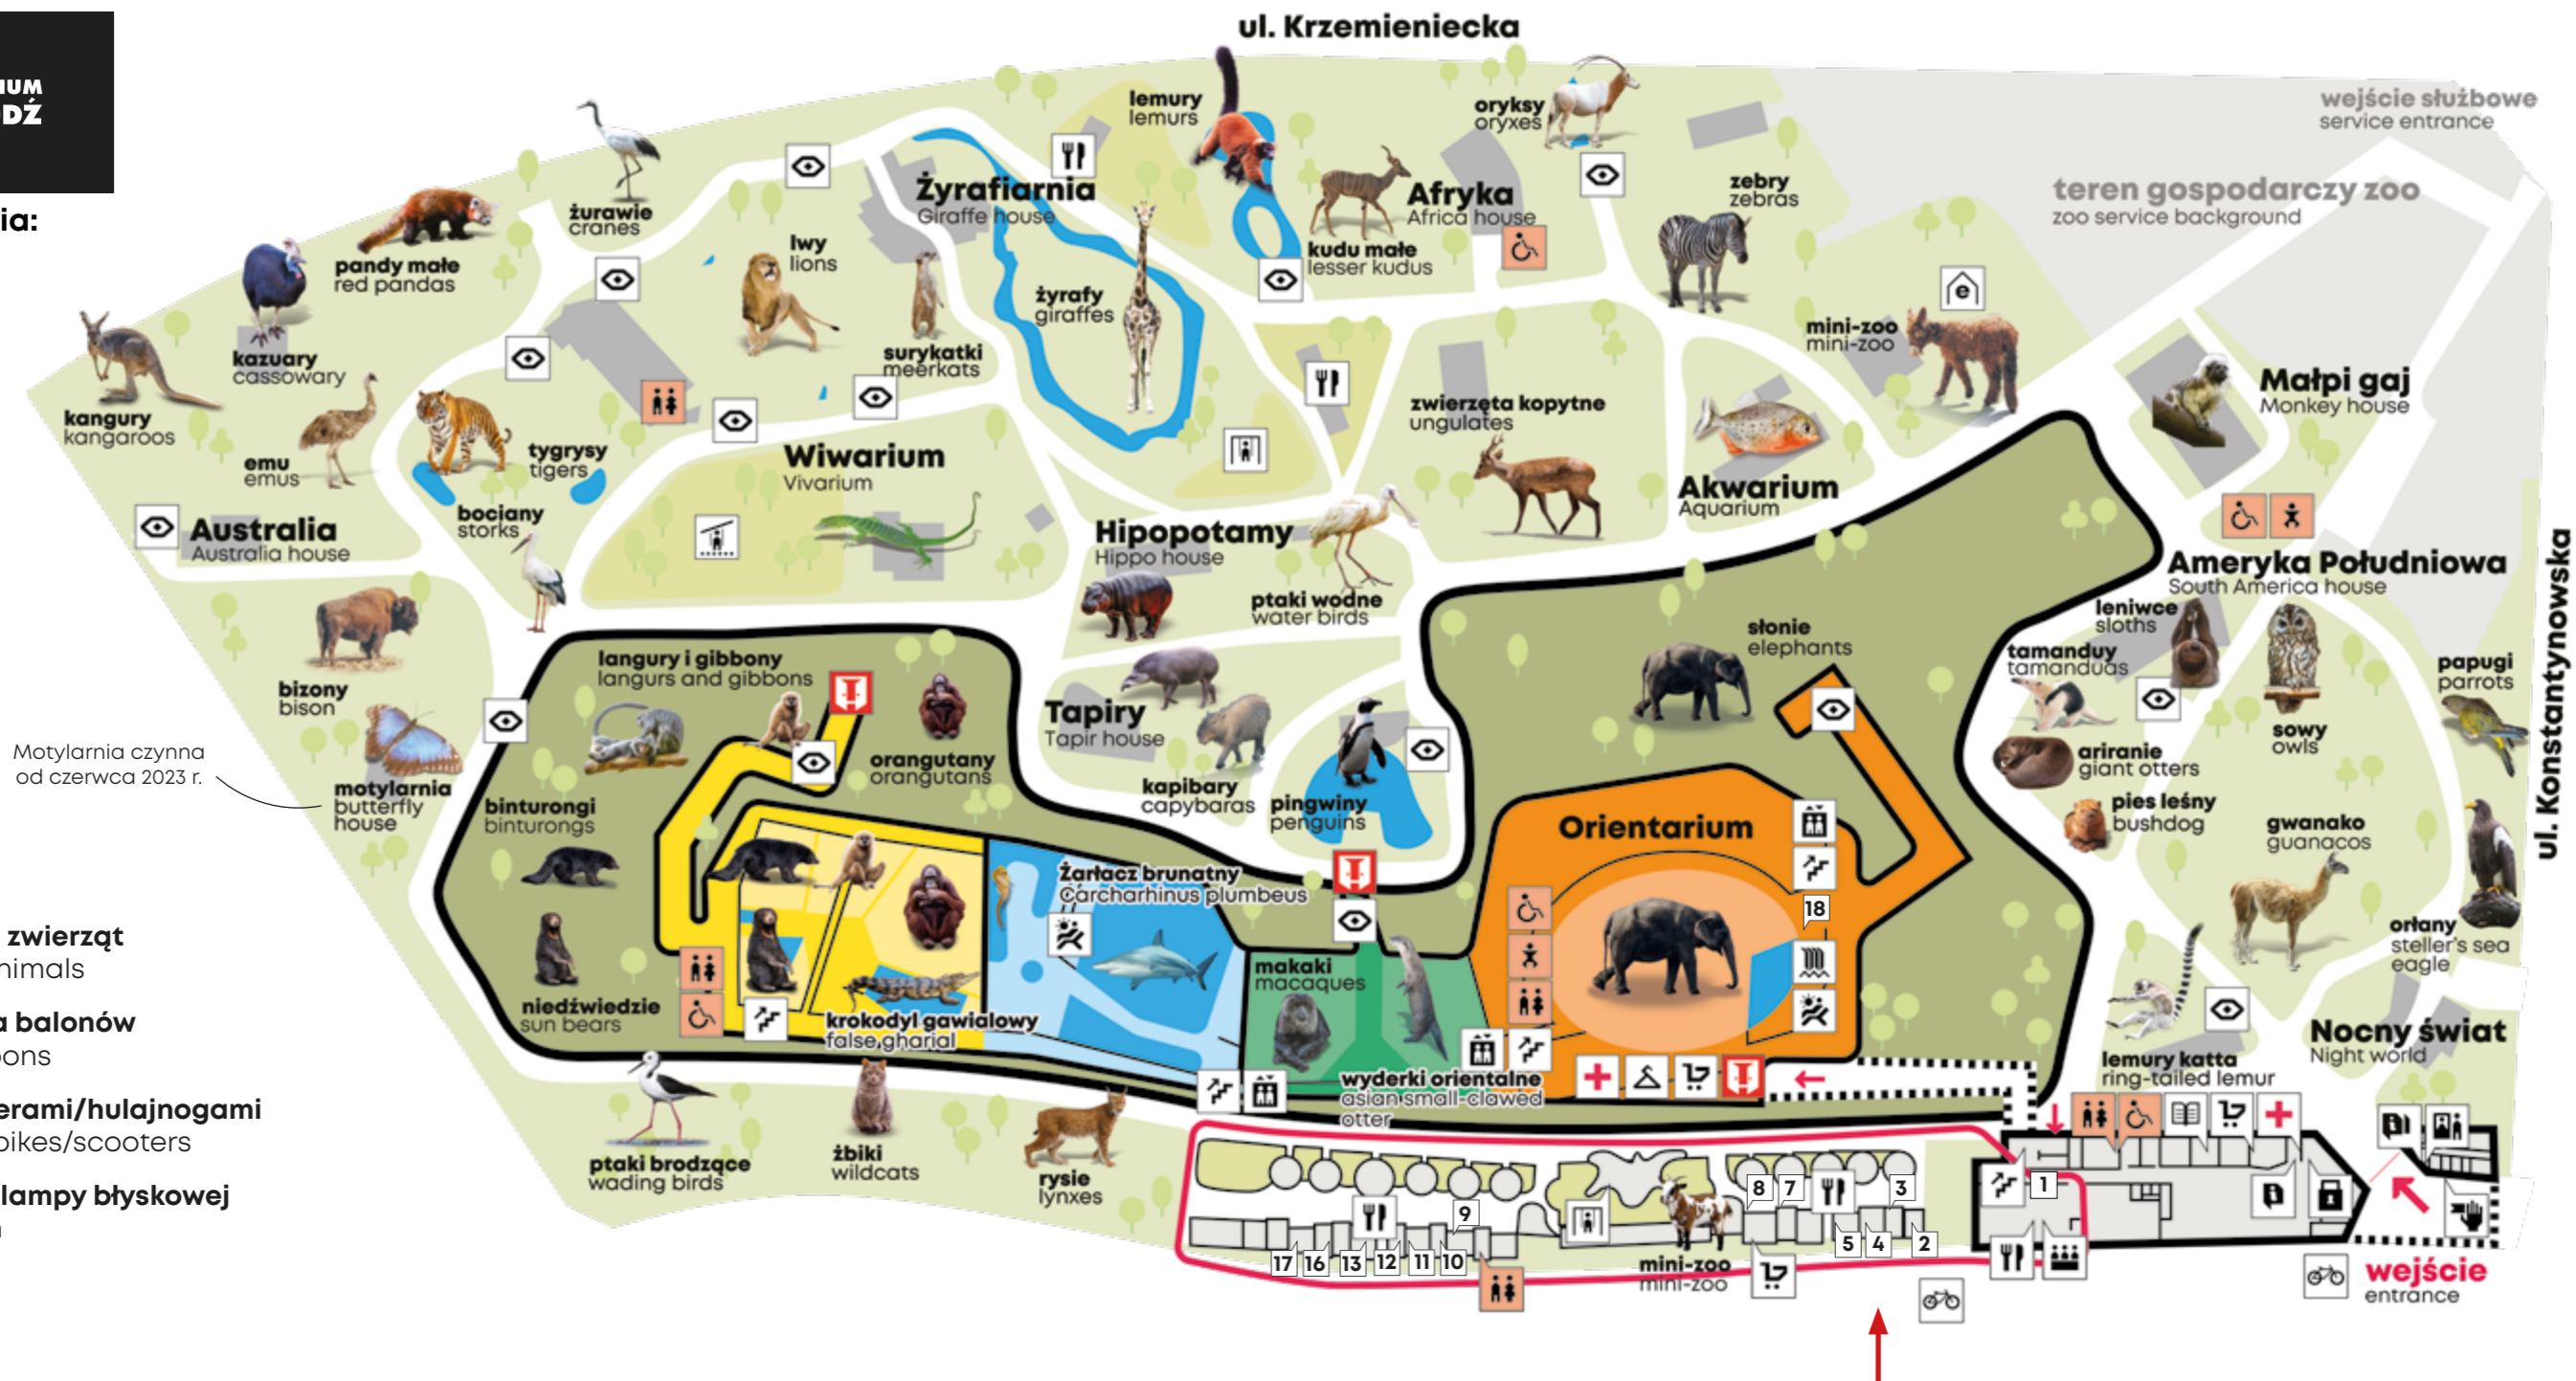 ul. Krzemieniecka
IUM
DŹ
ia:
wejście służbowe
service entrance
teren gospodarczy zoo
zoo service background
lemury
lemurs
oryksy
oryxes
żurawie
cranes
Żyrafiarnia
Giraffe house
Afryka
Africa house
zebry
zebras
pandy małe
red pandas
lwy
lions
kudu małe
lesser kudus
żyrafy
giraffes
e
mini-zoo
mini-zoo
kazuary
cassowary
surykatki
meerkats
Małpi gaj
Monkey house
kangury
kangaroos
zwierzęta kopytne
ungulates
emu
emus
tygrysy
tigers
Wiwarium
Vivarium
Akwarium
Aquarium
bociany
storks
Australia
Australia house
Hipopotamy
Hippo house
Ameryka Południowa
South America house
ul. Konstantynowska
ptaki wodne
water birds
leniwce
sloths
słonie
elephants
tamanduy
tamanduas
papugi
parrots
langury i gibbony
langurs and gibbons
bizony
bison
Tapiry
Tapir house
sowy
owls
Motylarnia czynna
od czerwca 2023 r.
orangutany
orangutans
ariranie
giant otters
motylarnia
butterfly
house
binturongi
binturongs
kapibary
capybaras
pingwiny
penguins
pies leśny
bushdog
gwanako
guanacos
Orientarium
Żarłacz brunatny
Carcharhinus plumbeus
18
zwierząt
nimals
orłany
steller's sea
eagle
makaki
macaques
niedźwiedzie
sun bears
krokodyl gawialowy
false gharial
a balonów
ons
Nocny świat
Night world
lemury katta
ring-tailed lemur
wyderki orientalne
asian small-clawed
otter
erami/hulajnogami
bikes/scooters
ptaki brodzące
wading birds
żbiki
wildcats
rysie
lynxes
lampy błyskowej
8
7
3
1
9
5
4
2
17
16
13
12
11
10
mini-zoo
mini-zoo
wejście
entrance